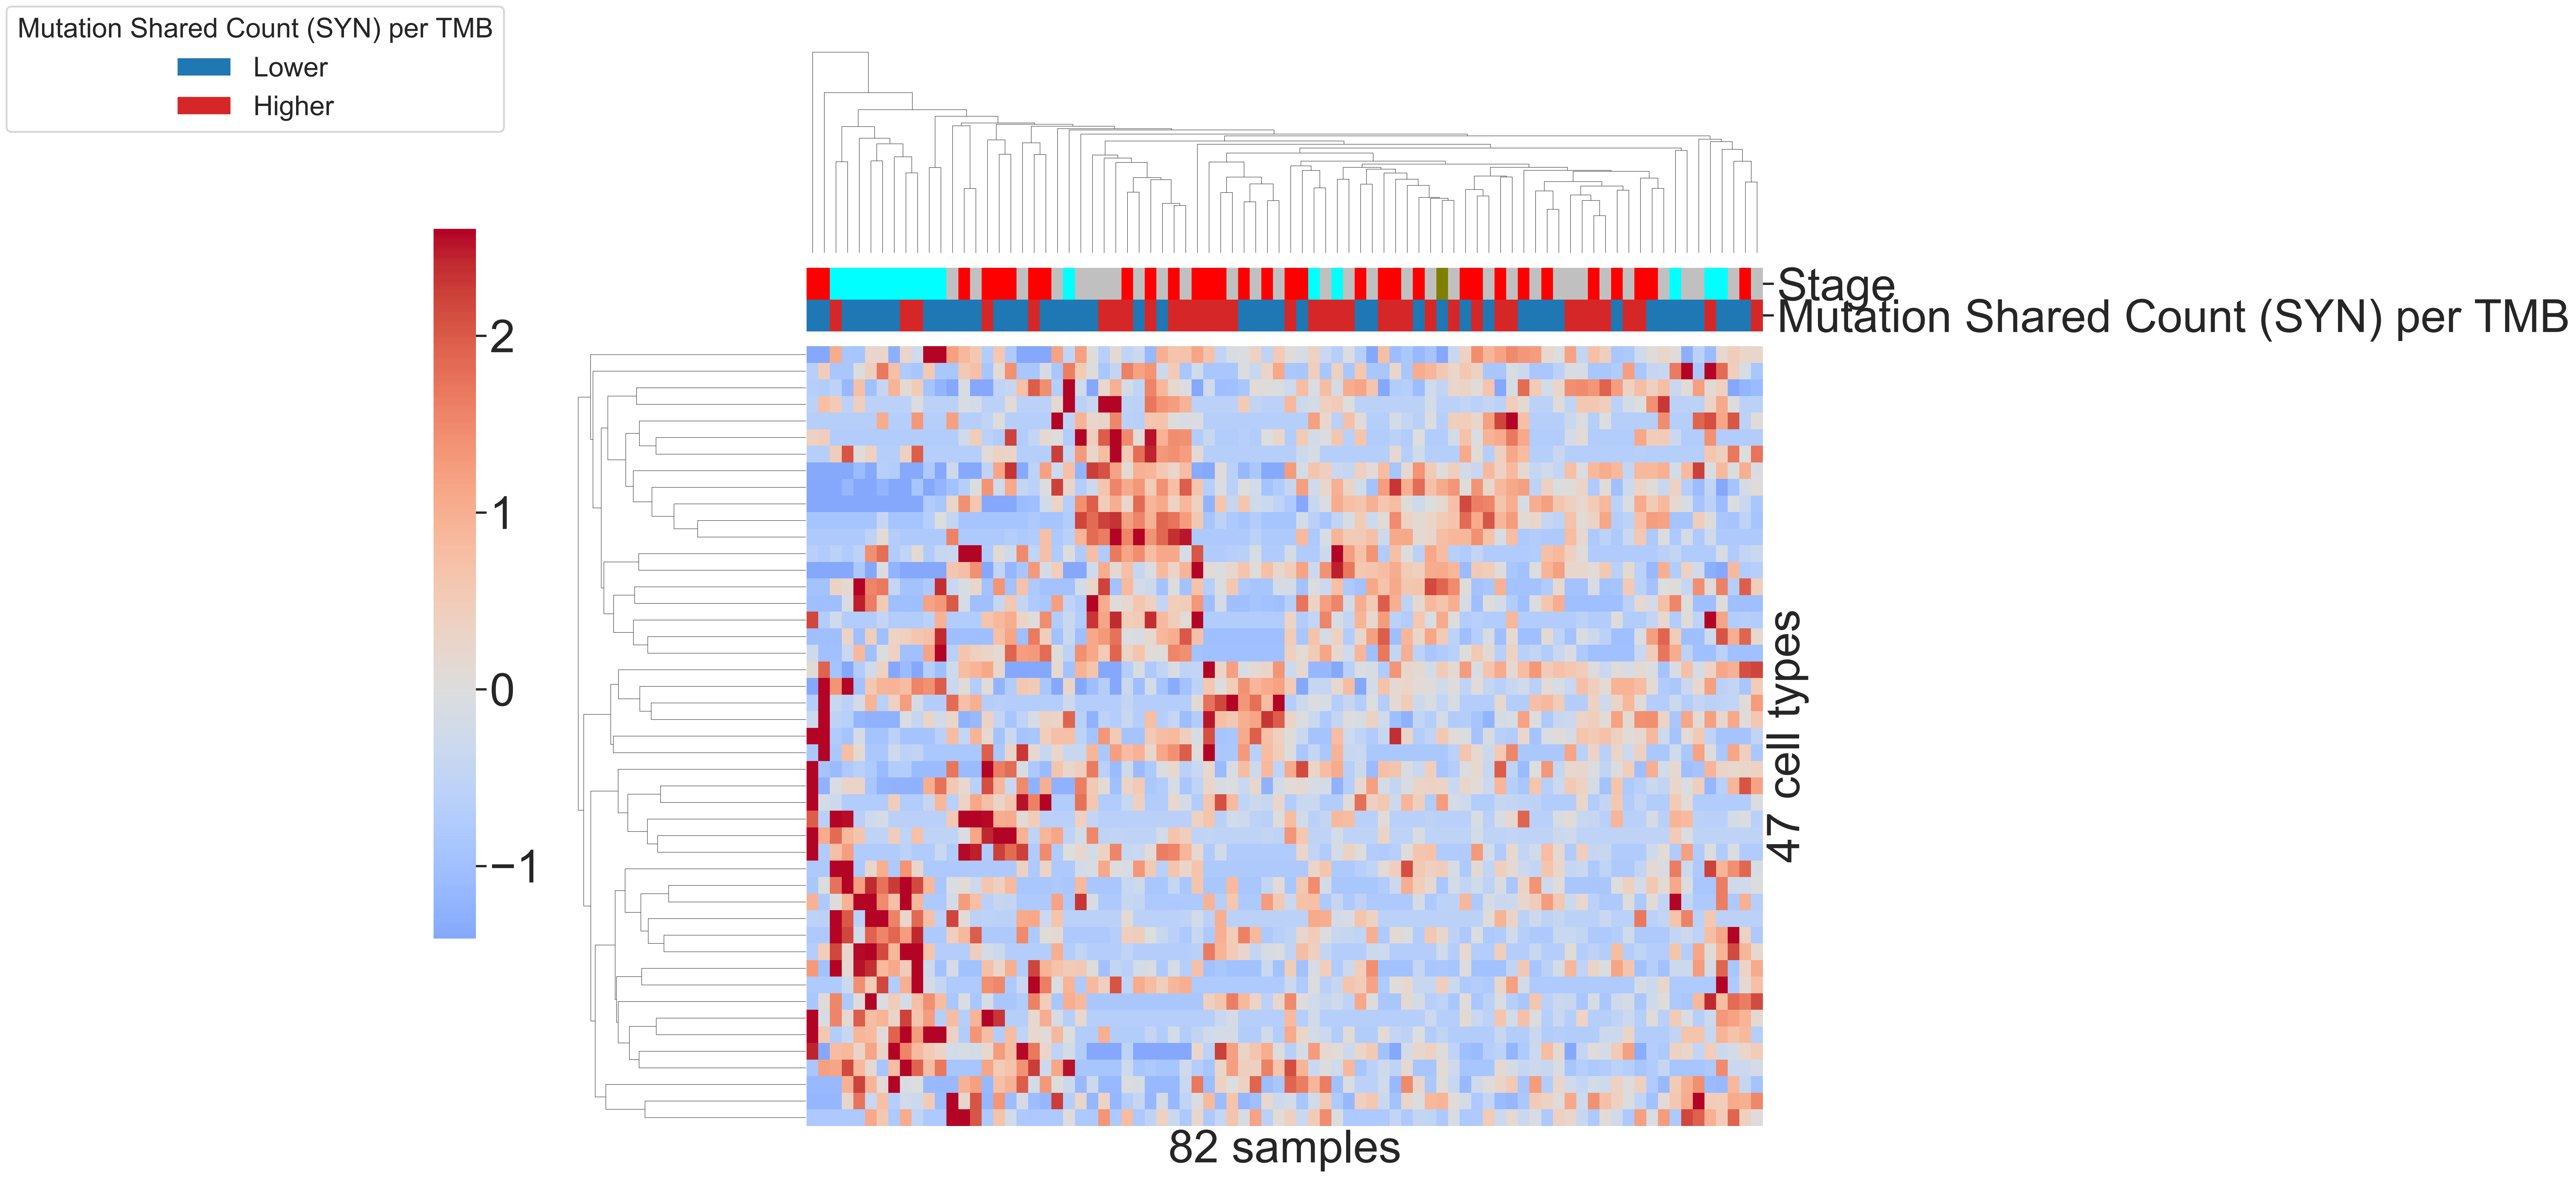 Mutation Shared Count (SYN) per TMB
Lower
Higher
Stage
Mutation Shared Count (SYN) per TMB
2
1
0
−1
47 cell types
82 samples